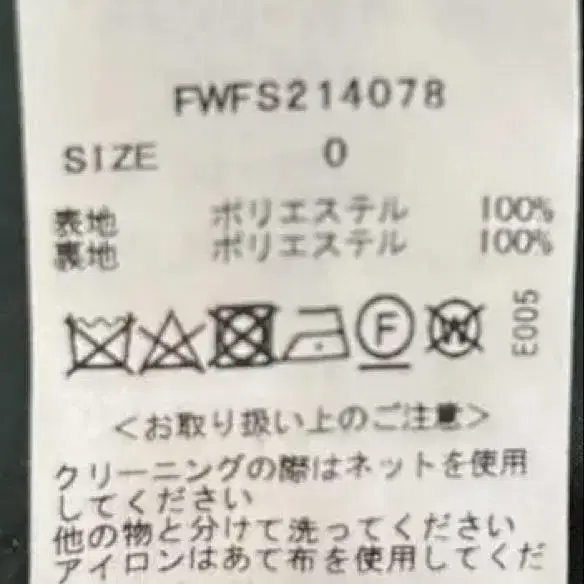 FWFS214078
SIZE 0
表地 ポリエステル 100%
裏地 ポリエステル 100%
F W E005
<お取り扱い上のご注意>
クリーニングの際はネットを使用
してください
他の物と分けて洗ってください
アイロンはあて布を使用してくだ